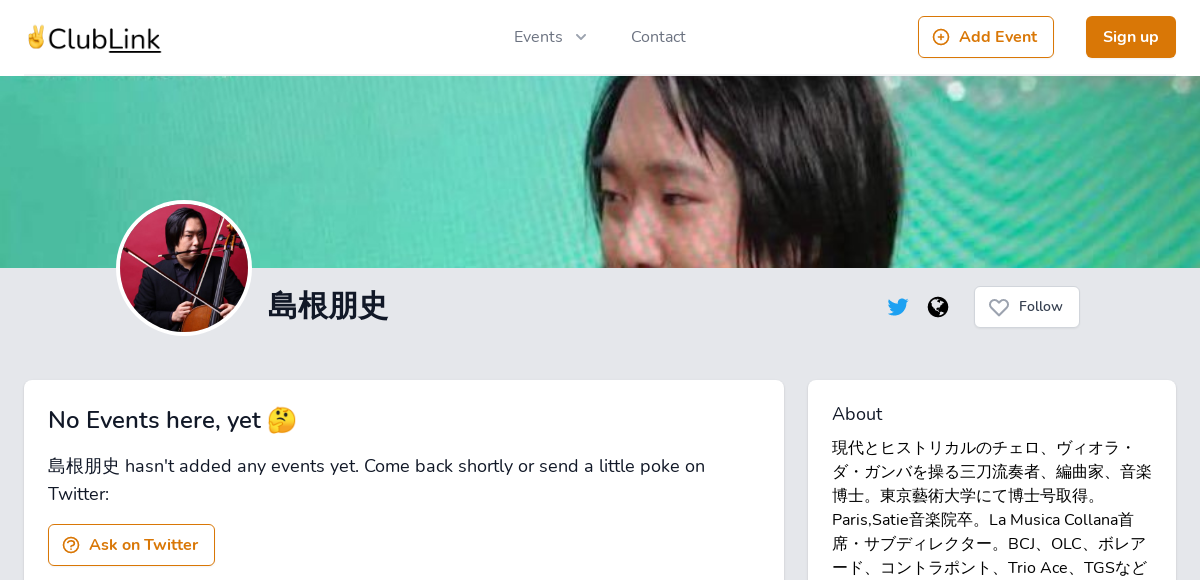 ✌️ClubLink
Events
Contact
Add Event
Sign up
島根朋史
Follow
No Events here, yet 🤔
島根朋史 hasn't added any events yet. Come back shortly or send a little poke on
Twitter:
Ask on Twitter
About
現代とヒストリカルのチェロ、ヴィオラ・
ダ・ガンバを操る三刀流奏者、編曲家、音楽
博士。東京藝術大学にて博士号取得。
Paris,Satie音楽院卒。La Musica Collana首
席・サブディレクター。BCJ、OLC、ボレア
ード、コントラポント、Trio Ace、TGSなど